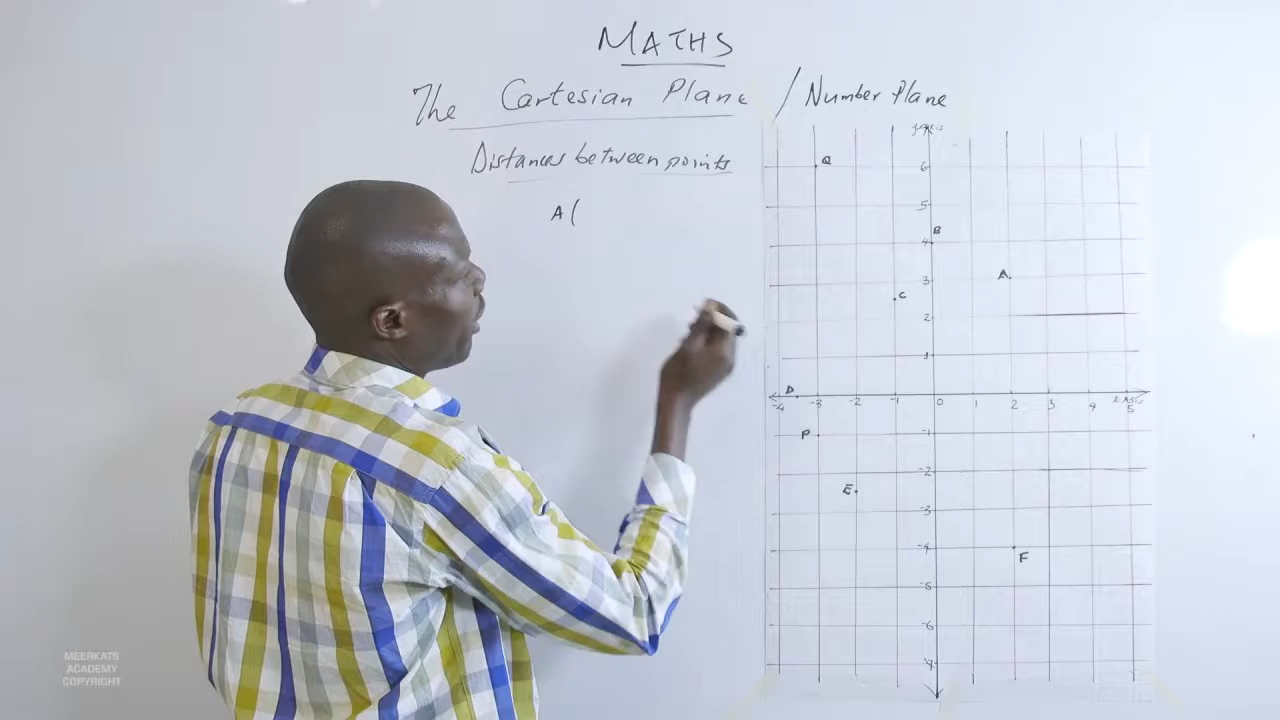 MATHS
The Cartesian Plane / Number Plane
Distances between points
A(
Q
6
5
B
4
A
3
C
2
1
D
-4 -3 -2 -1 0 1 2 3 4 5
P
-1
-2
E
-3
-4
F
-5
-6
MEERKATS
ACADEMY
COPYRIGHT